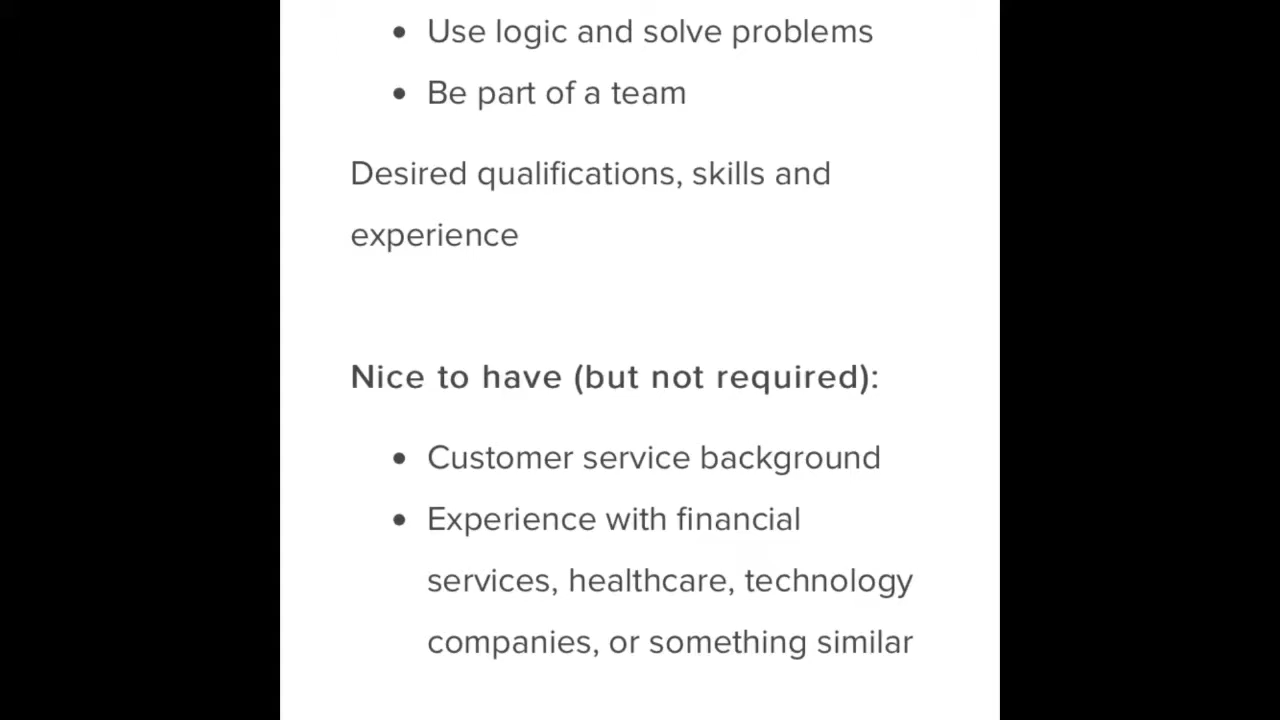 • Use logic and solve problems
• Be part of a team
Desired qualifications, skills and
experience
Nice to have (but not required):
• Customer service background
• Experience with financial
services, healthcare, technology
companies, or something similar